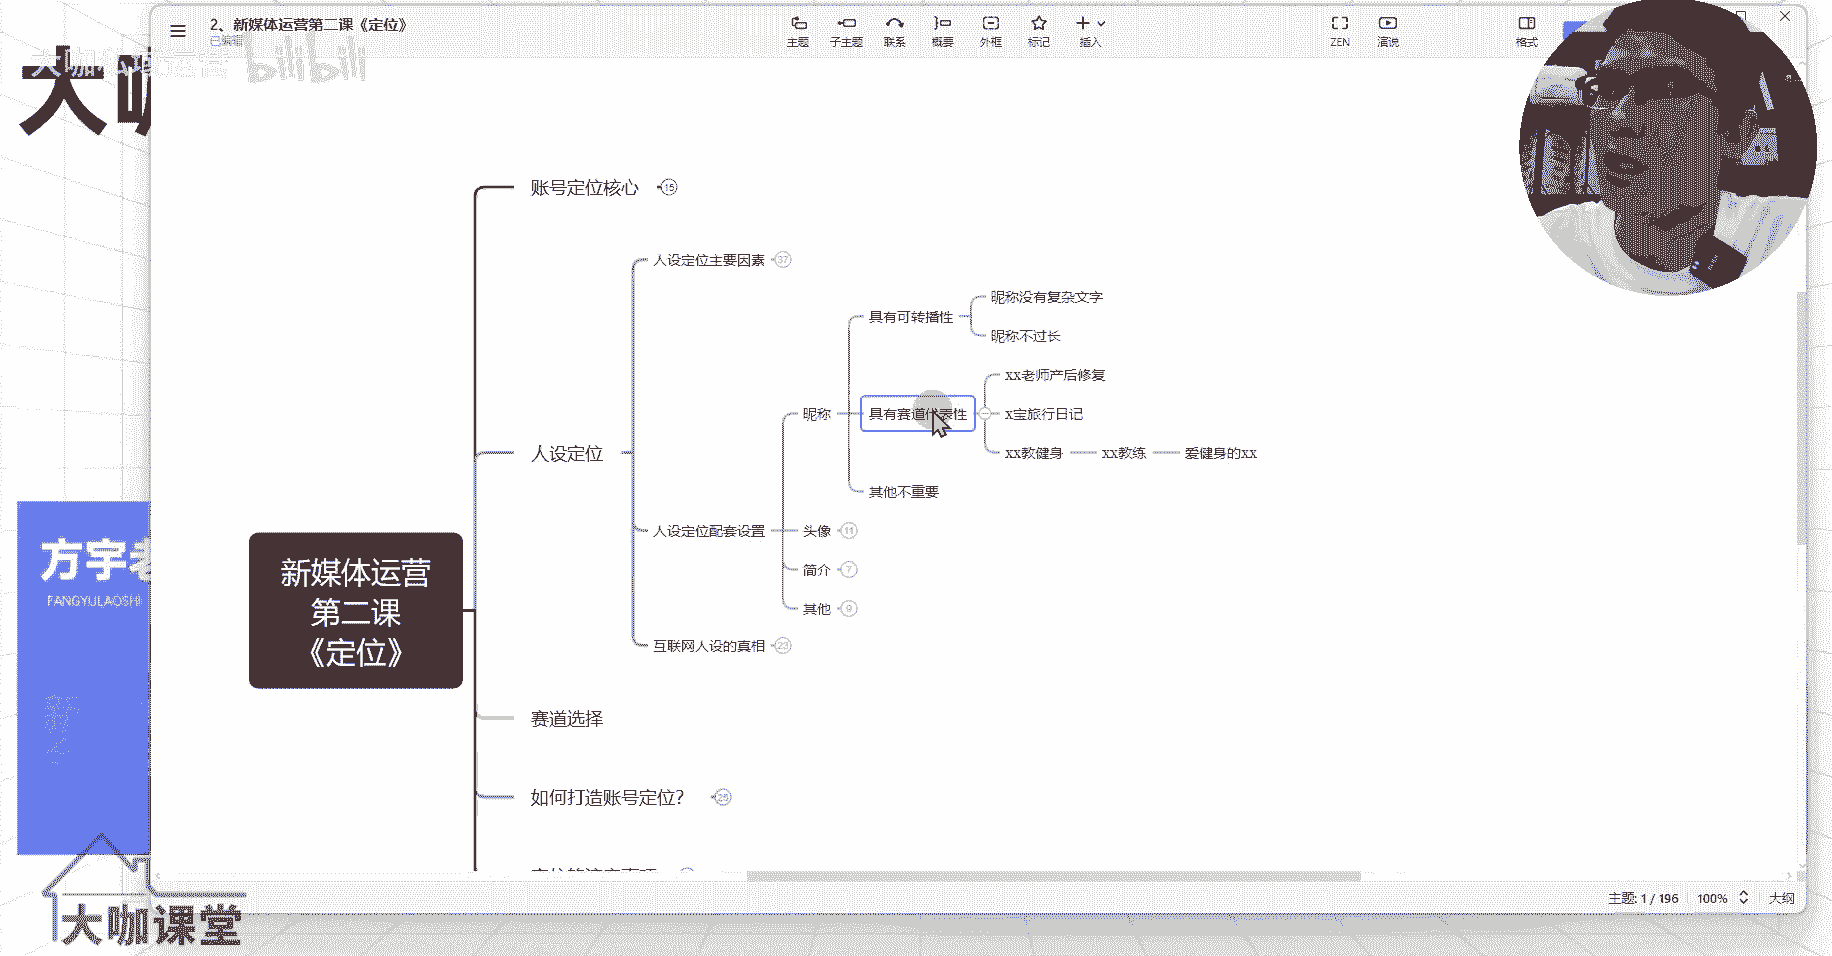 2、新媒体运营第二课《定位》
已编辑
主题
子主题
联系
概要
外框
标记
插入
ZEN
演说
格式
bilibili
大咖
账号定位核心
15
人设定位主要因素
37
昵称没有复杂文字
具有可转播性
昵称不过长
xx老师产后修复
昵称
具有赛道代表性
x宝旅行日记
人设定位
xx教健身
xx教练
爱健身的xx
其他不重要
人设定位配套设置
头像
11
简介
7
其他
9
互联网人设的真相
23
新媒体运营
第二课
《定位》
赛道选择
如何打造账号定位？
25
方宇老
FANGYULAOSHI
大咖课堂
主题: 1 / 196
100%
大纲